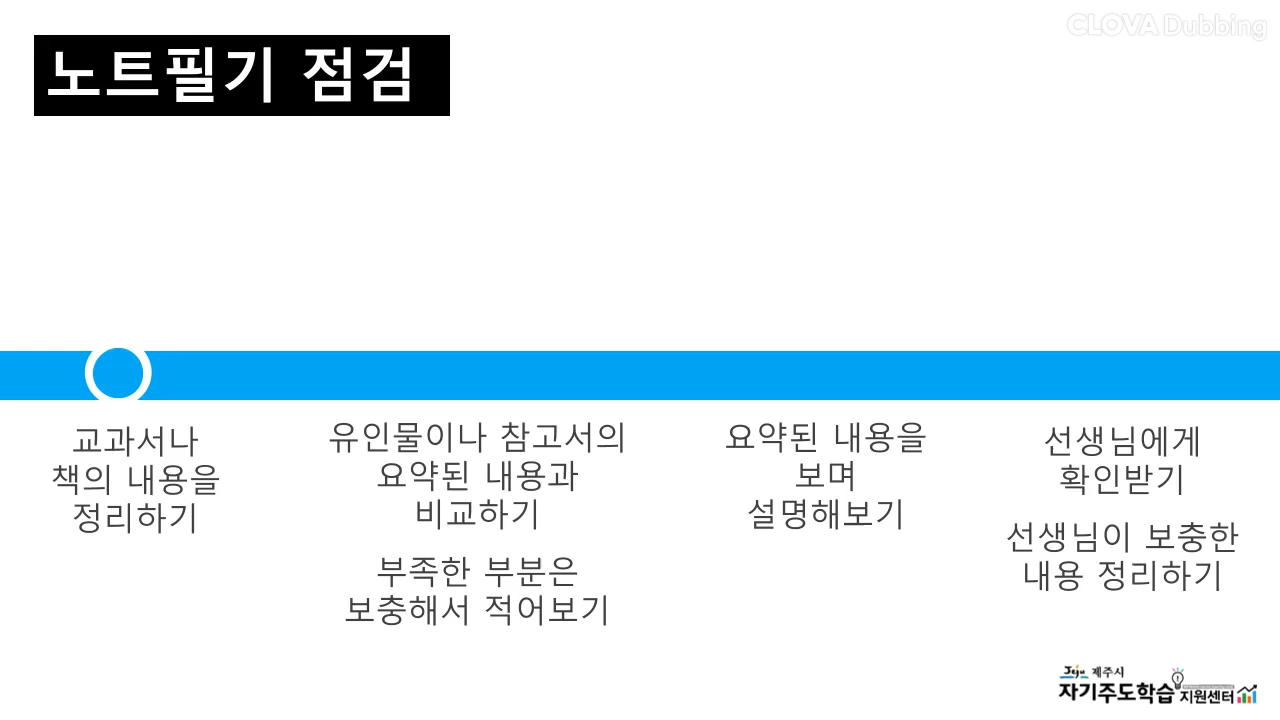 CLOVA Dubbing
노트필기 점검
교과서나
책의 내용을
정리하기
유인물이나 참고서의
요약된 내용과
비교하기
부족한 부분은
보충해서 적어보기
요약된 내용을
보며
설명해보기
선생님에게
확인받기
선생님이 보충한
내용 정리하기
Jeju 제주시
자기주도학습 지원센터